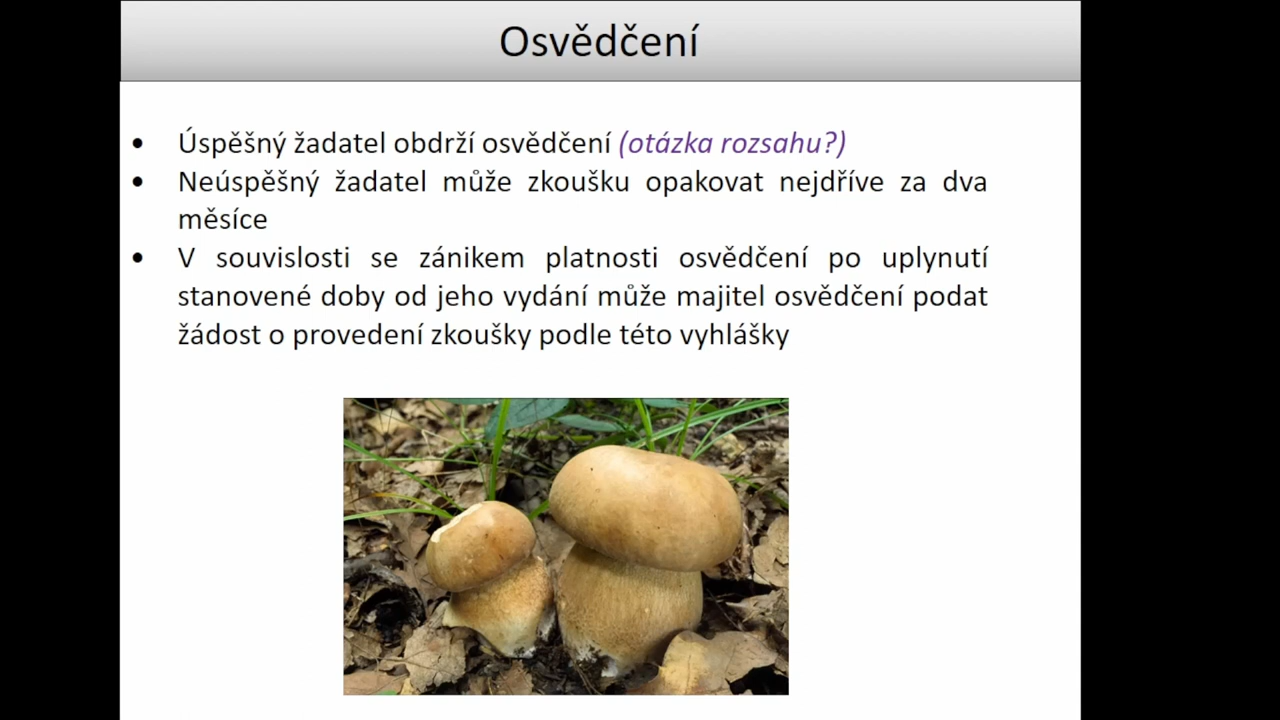 Osvědčení
• Úspěšný žadatel obdrží osvědčení (otázka rozsahu?)
• Neúspěšný žadatel může zkoušku opakovat nejdříve za dva
měsíce
• V souvislosti se zánikem platnosti osvědčení po uplynutí
stanovené doby od jeho vydání může majitel osvědčení podat
žádost o provedení zkoušky podle této vyhlášky